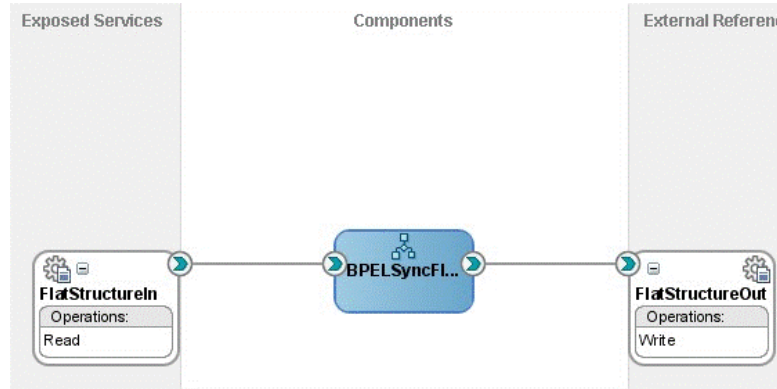 Exposed Services
Components
External Referenc
FlatStructureIn
Operations:
Read
BPELSyncFl...
FlatStructureOut
Operations:
Write